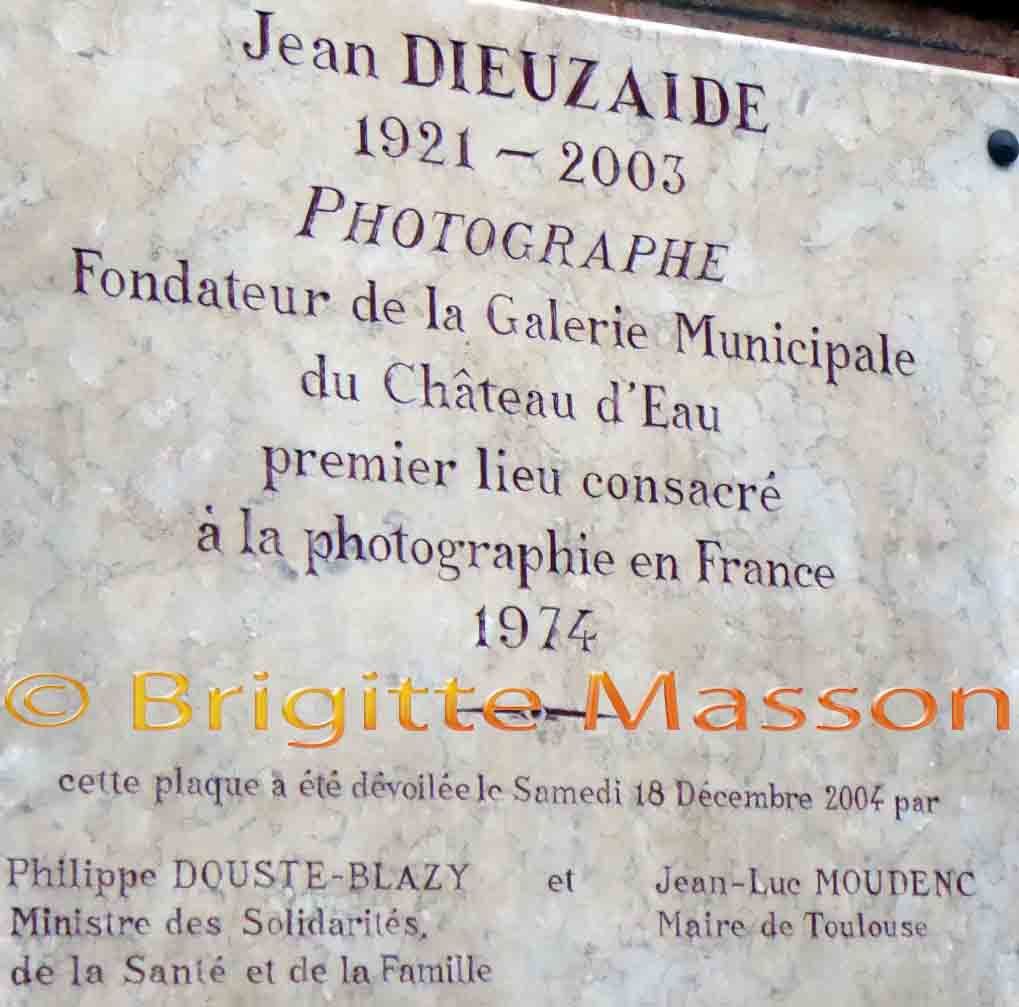 Jean DIEUZAIDE
1921 – 2003
PHOTOGRAPHE
Fondateur de la Galerie Municipale
du Château d'Eau
premier lieu consacré
à la photographie en France
1974
© Brigitte Masson
cette plaque a été dévoilée le Samedi 18 Décembre 2004 par
Philippe DOUSTE-BLAZY et Jean-Luc MOUDENC
Ministre des Solidarités, Maire de Toulouse
de la Santé et de la Famille